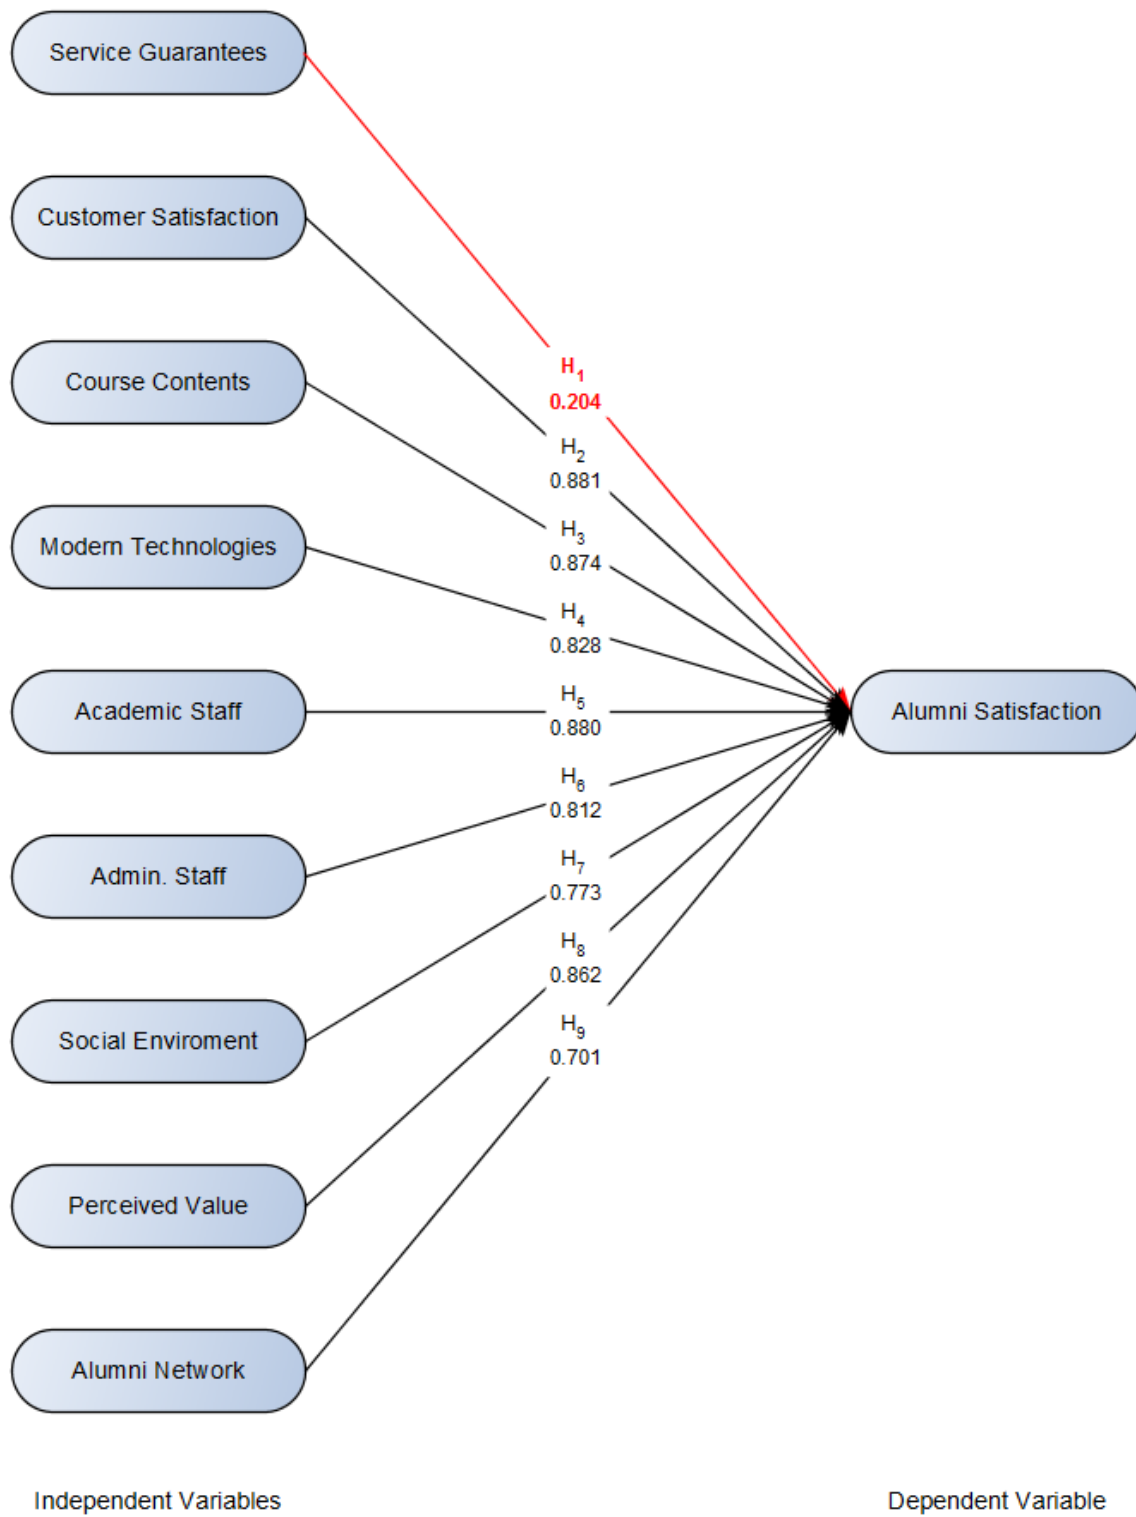 Service Guarantees
Customer Satisfaction
Course Contents
Modern Technologies
Academic Staff
Admin. Staff
Social Enviroment
Perceived Value
Alumni Network
H1
0.204
H2
0.881
H3
0.874
H4
0.828
H5
0.880
H6
0.812
H7
0.773
H8
0.862
H9
0.701
Alumni Satisfaction
Independent Variables
Dependent Variable